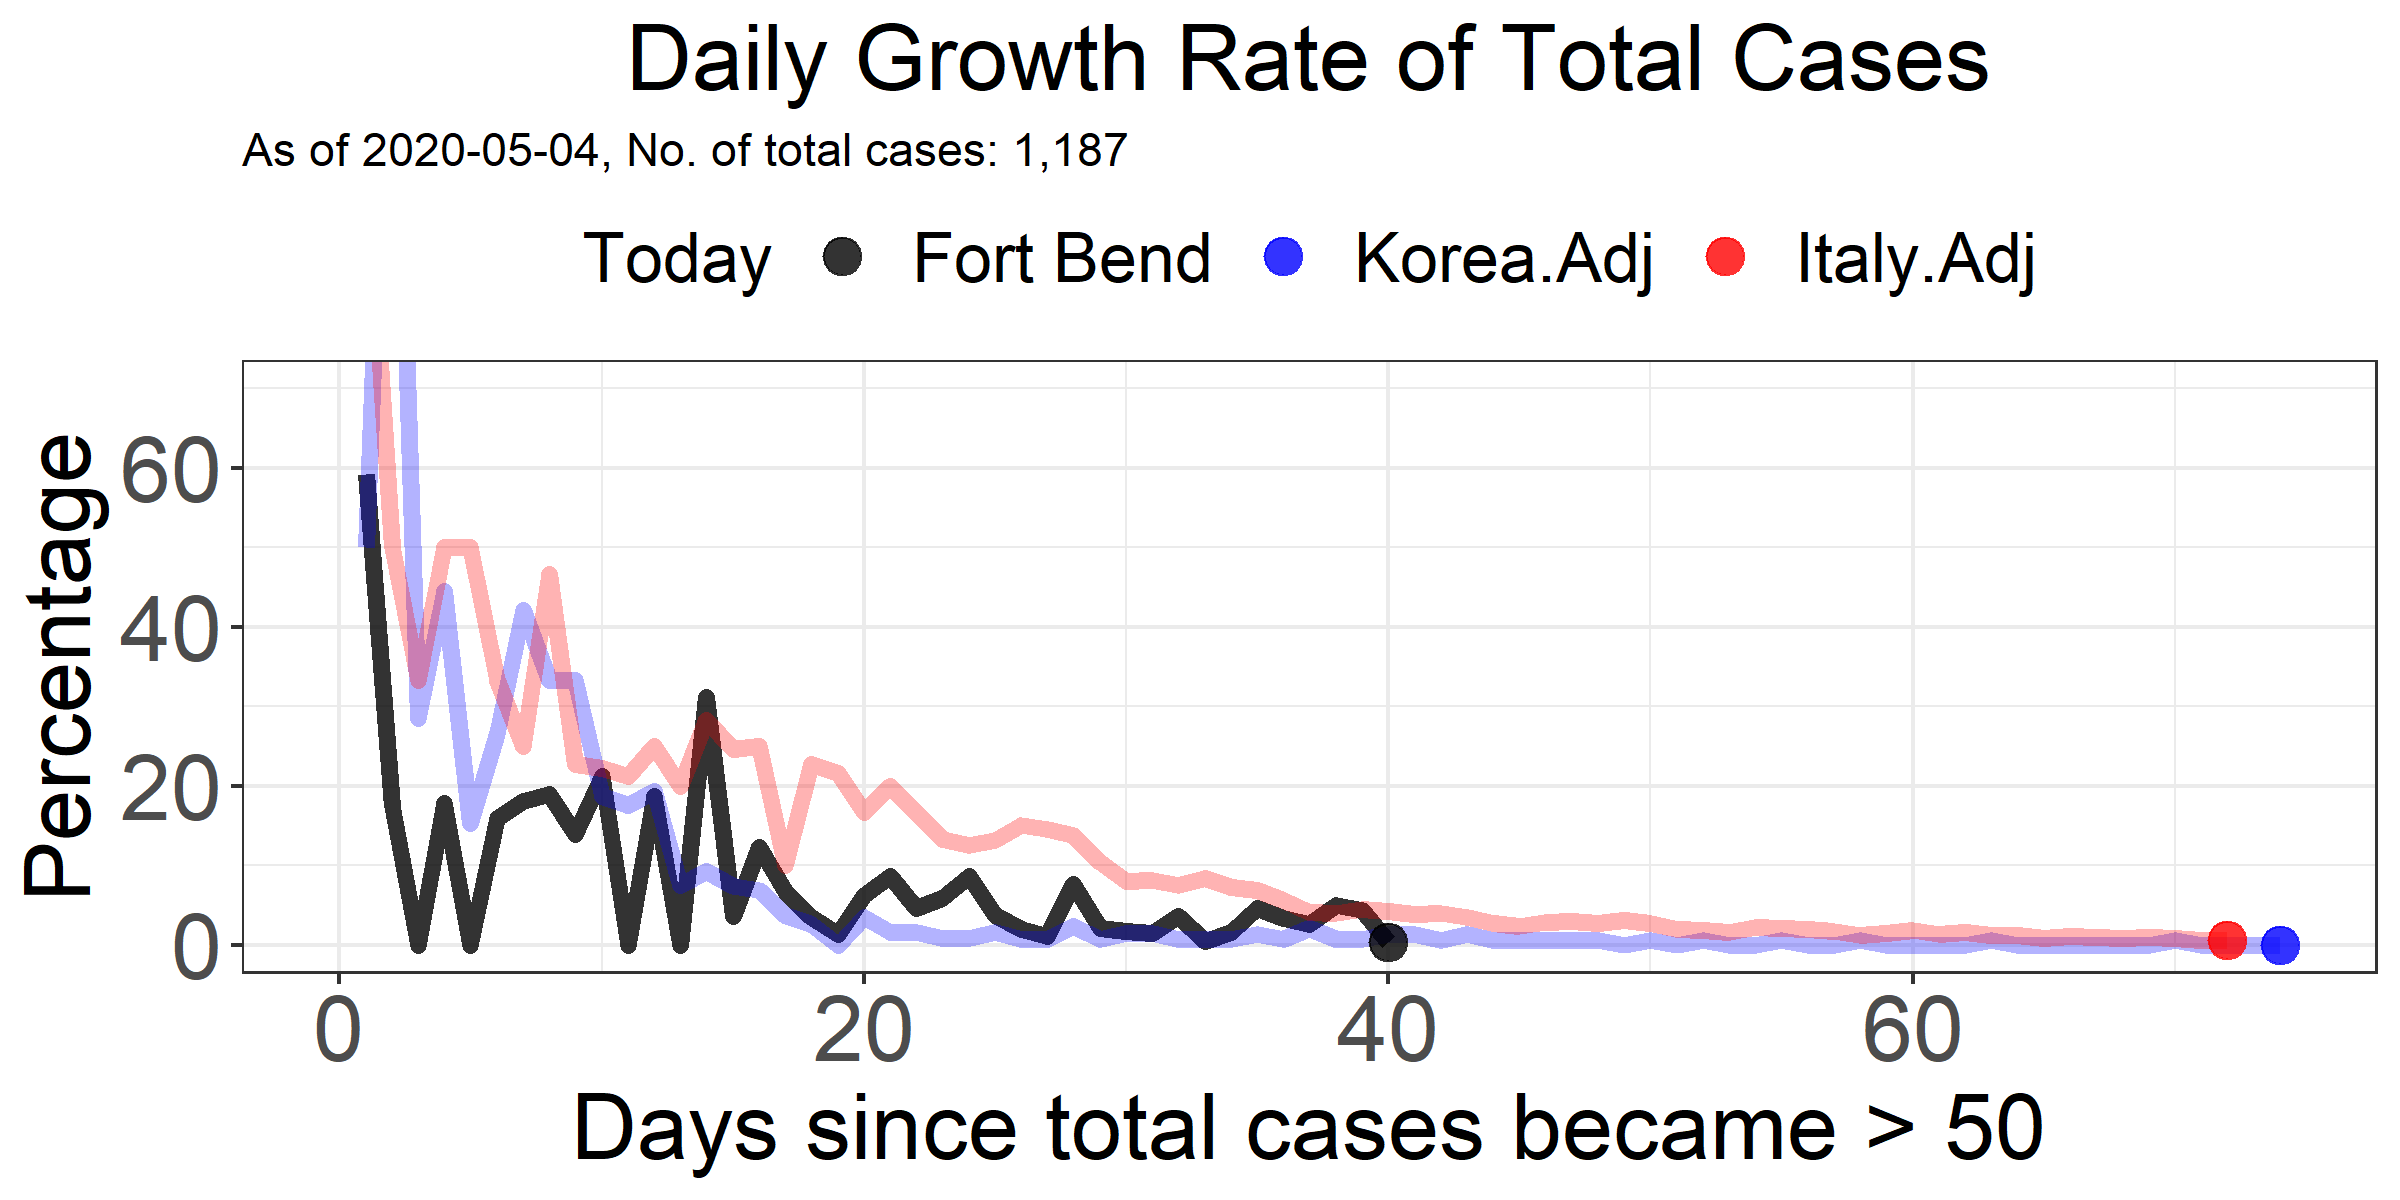 Daily Growth Rate of Total Cases
As of 2020-05-04, No. of total cases: 1,187
Today Fort Bend Korea.Adj Italy.Adj
Percentage
60
40
20
0
0 20 40 60
Days since total cases became > 50